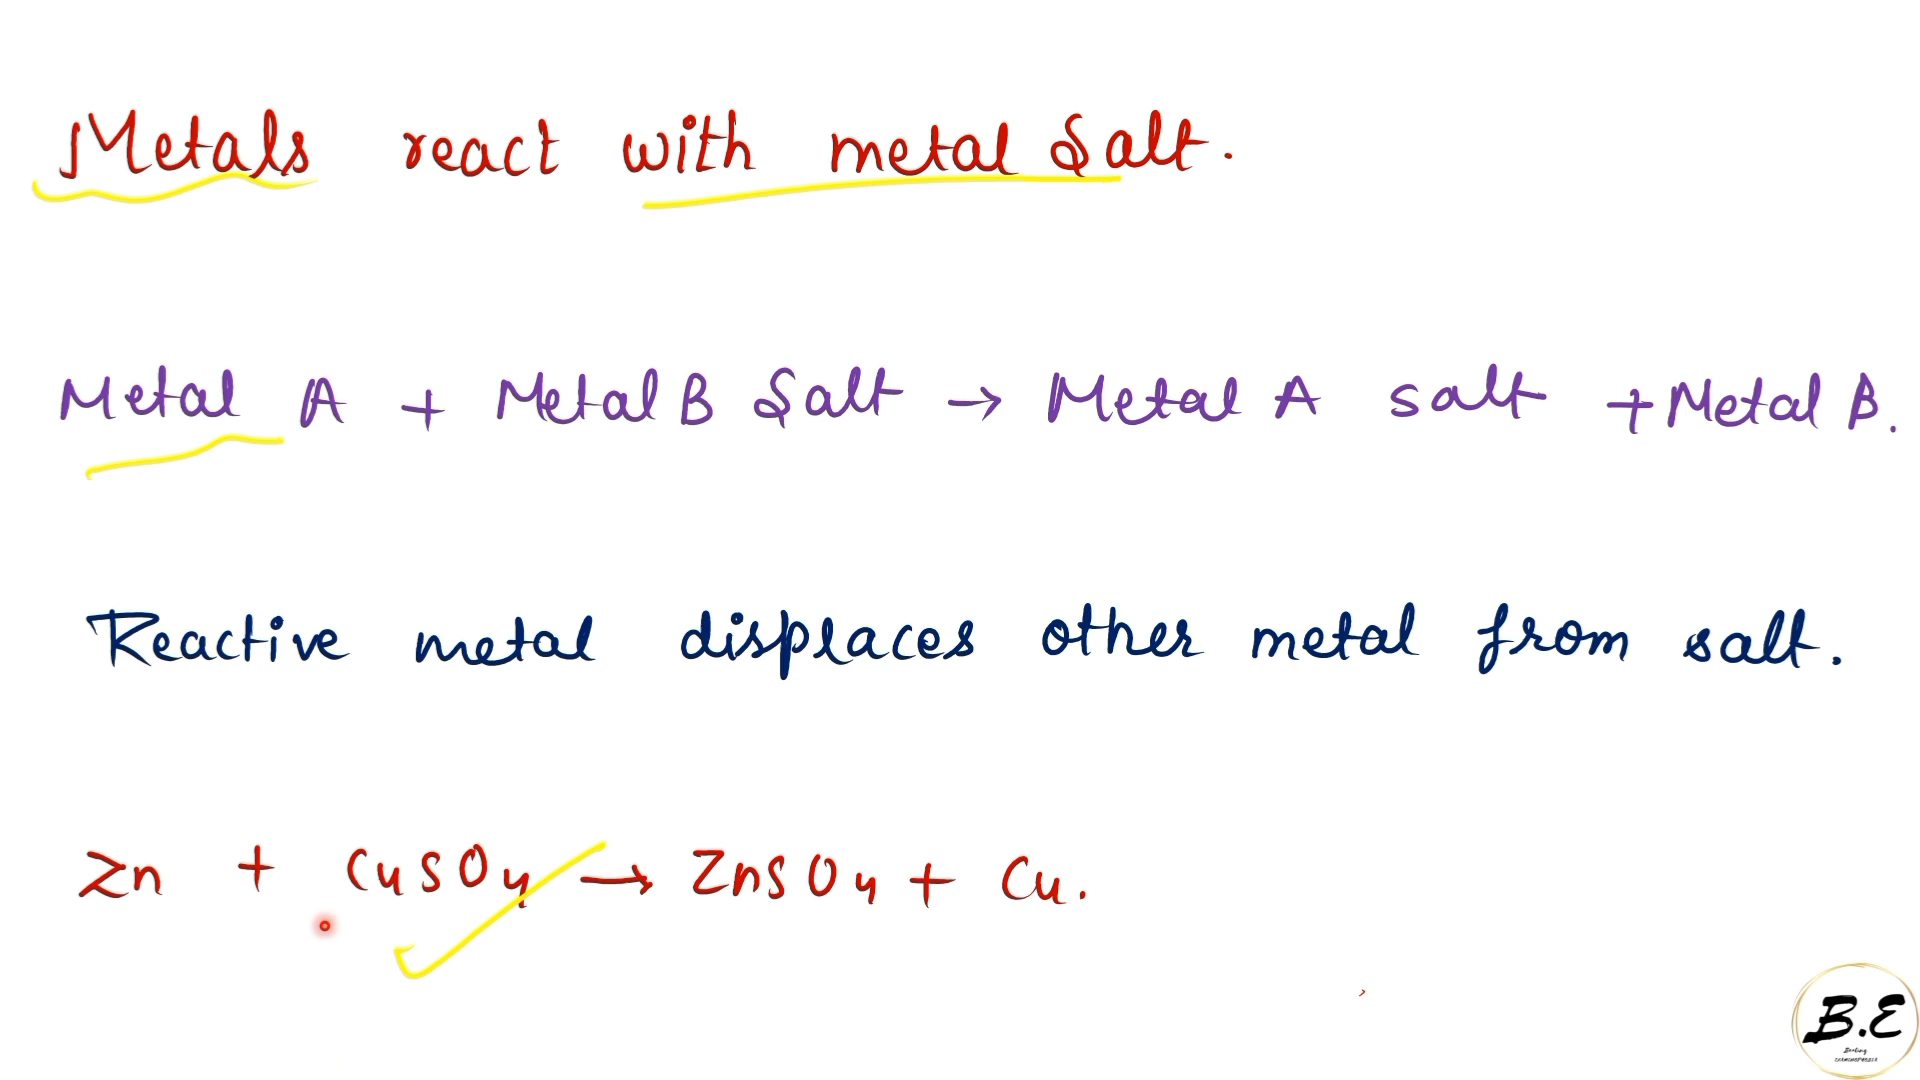 Metals react with metal Salt.
Metal A + Metal B Salt → Metal A salt + Metal B.
Reactive metal displaces other metal from salt.
Zn + CuSO4 → ZnSO4 + Cu.
B.E